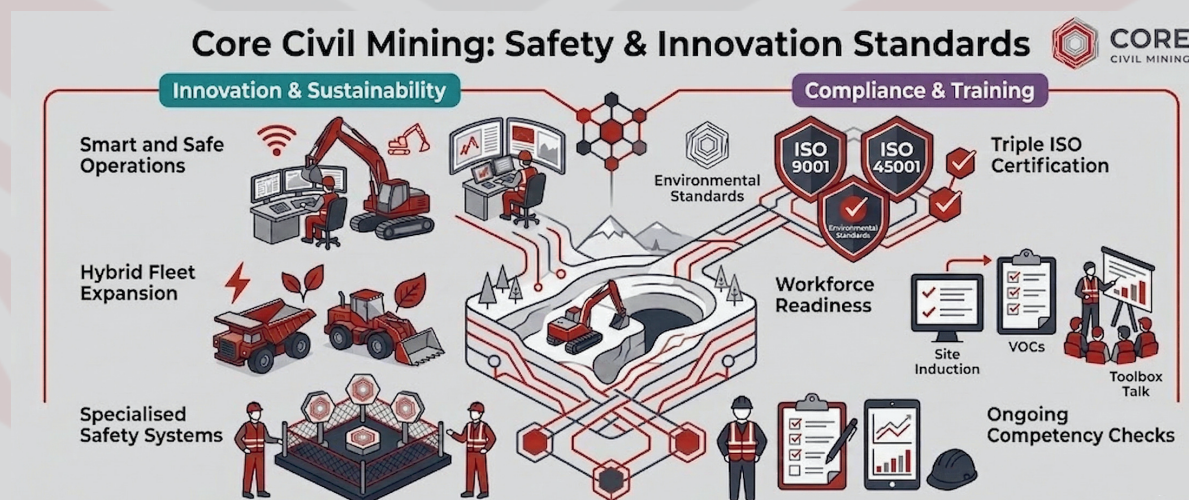 Core Civil Mining: Safety & Innovation Standards
CORE
CIVIL MINING
Innovation & Sustainability
Compliance & Training
Smart and Safe
Operations
Environmental
Standards
ISO
9001
ISO
45001
Environmental
Standards
Triple ISO
Certification
Hybrid Fleet
Expansion
Workforce
Readiness
Site
Induction
VOCs
Toolbox
Talk
Specialised
Safety Systems
Ongoing
Competency Checks